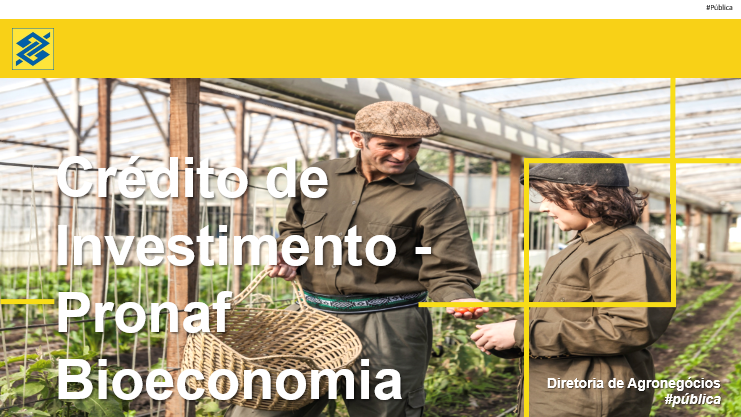 #Pública
Crédito de
Investimento -
Pronaf
Bioeconomia
Diretoria de Agronegócios
#pública